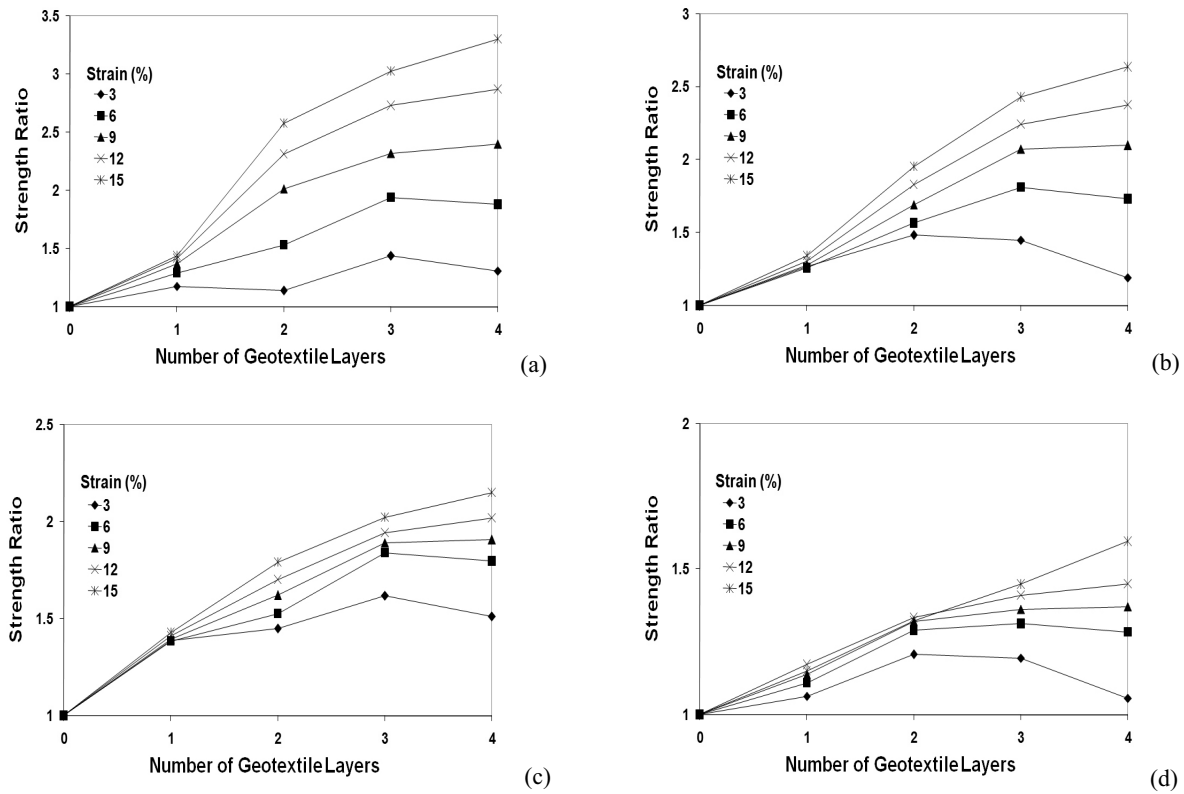 3.5
3
2.5
2
1.5
1
Strength Ratio
Strain (%)
3
6
9
12
15
0 1 2 3 4
Number of Geotextile Layers
(a)
3
2.5
2
1.5
1
Strength Ratio
Strain (%)
3
6
9
12
15
0 1 2 3 4
Number of Geotextile Layers
(b)
2.5
2
1.5
1
Strength Ratio
Strain (%)
3
6
9
12
15
0 1 2 3 4
Number of Geotextile Layers
(c)
2
1.5
1
Strength Ratio
Strain (%)
3
6
9
12
15
0 1 2 3 4
Number of Geotextile Layers
(d)